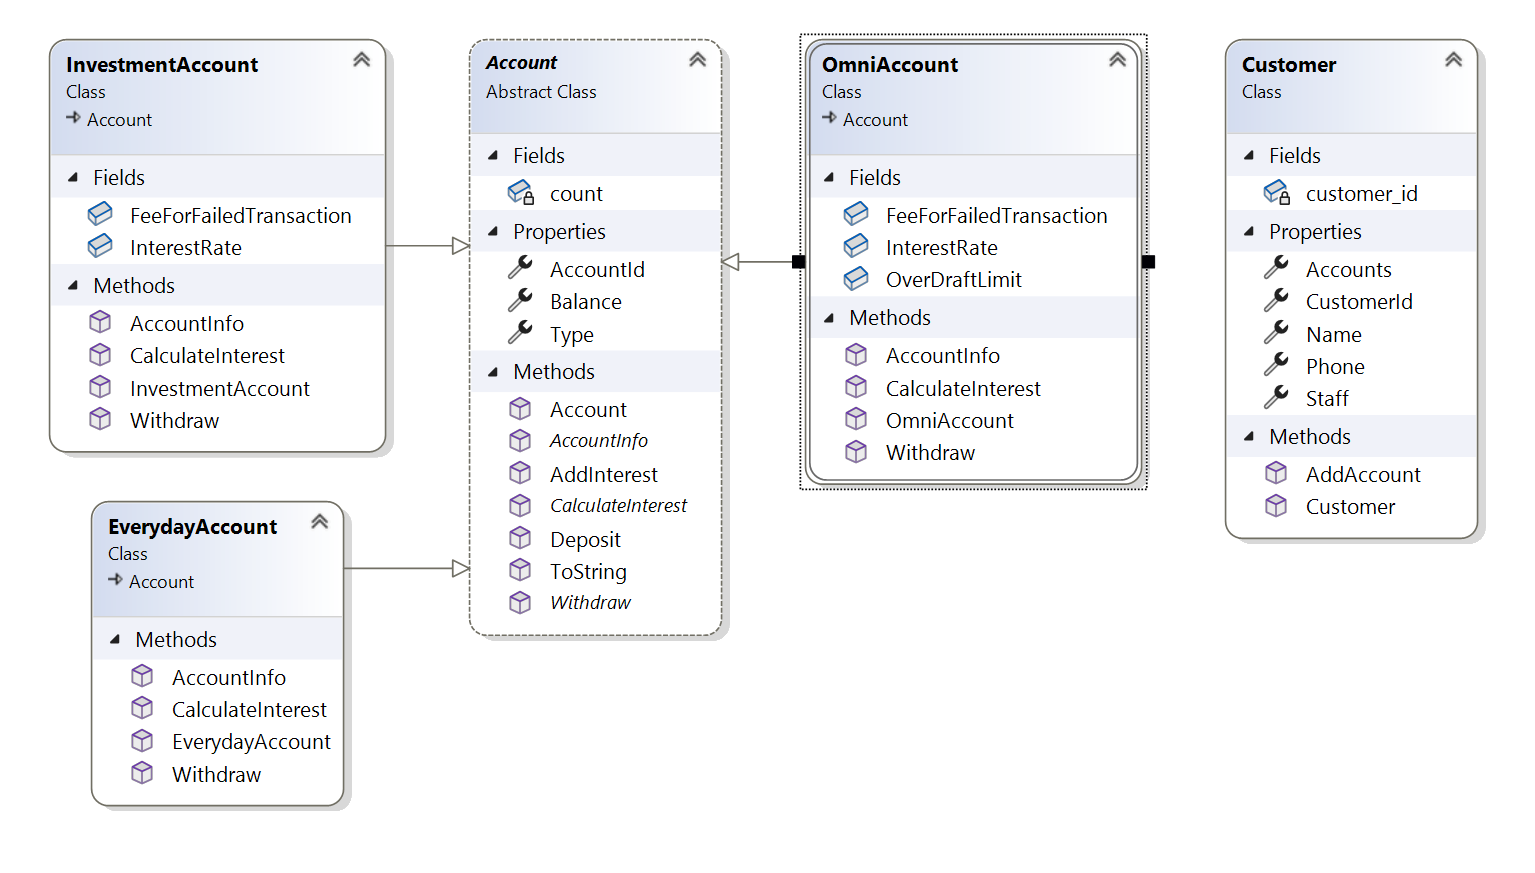 InvestmentAccount
Class
Account
Fields
FeeForFailedTransaction
InterestRate
Methods
AccountInfo
CalculateInterest
InvestmentAccount
Withdraw
EverydayAccount
Class
Account
Methods
AccountInfo
CalculateInterest
EverydayAccount
Withdraw
Account
Abstract Class
Fields
count
Properties
AccountId
Balance
Type
Methods
Account
AccountInfo
AddInterest
CalculateInterest
Deposit
ToString
Withdraw
OmniAccount
Class
Account
Fields
FeeForFailedTransaction
InterestRate
OverDraftLimit
Methods
AccountInfo
CalculateInterest
OmniAccount
Withdraw
Customer
Class
Fields
customer_id
Properties
Accounts
CustomerId
Name
Phone
Staff
Methods
AddAccount
Customer